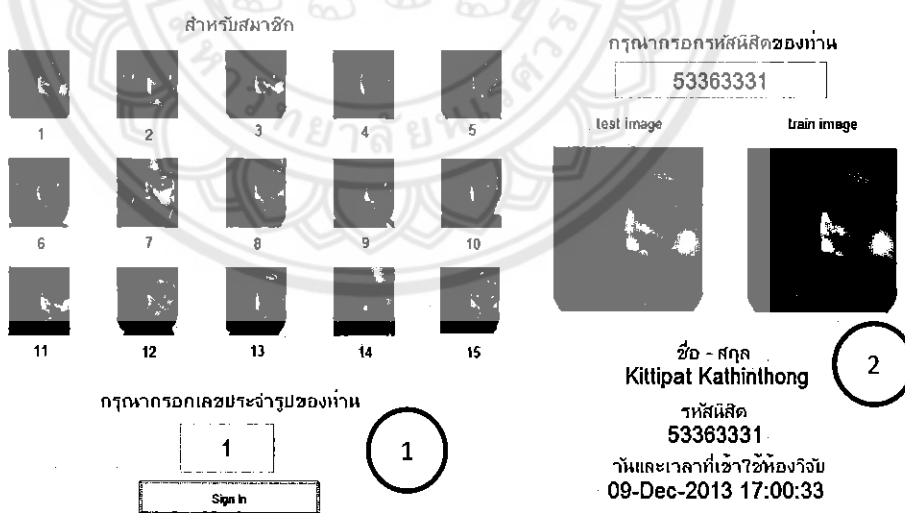 สำหรับสมาชิก
1 2 3 4 5
6 7 8 9 10
11 12 13 14 15
กรุณากรอกเลขประจำรูปของท่าน
1
Sign In
1
กรุณากรอกรหัสนิสิตของท่าน
53363331
test image train image
ชื่อ - สกุล
Kittipat Kathinthong
รหัสนิสิต
53363331
วันและเวลาที่เข้าใช้ห้องวิจัย
09-Dec-2013 17:00:33
2